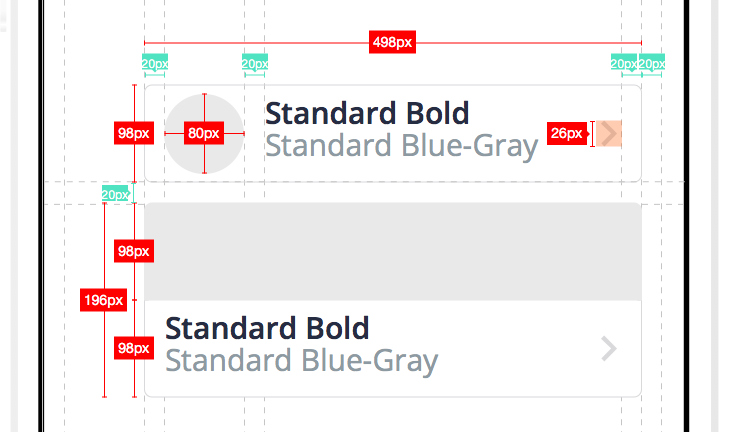 498px
20px 20px 20px 20px
Standard Bold
98px 80px 26px
Standard Blue-Gray
20px
98px
196px
Standard Bold
98px
Standard Blue-Gray